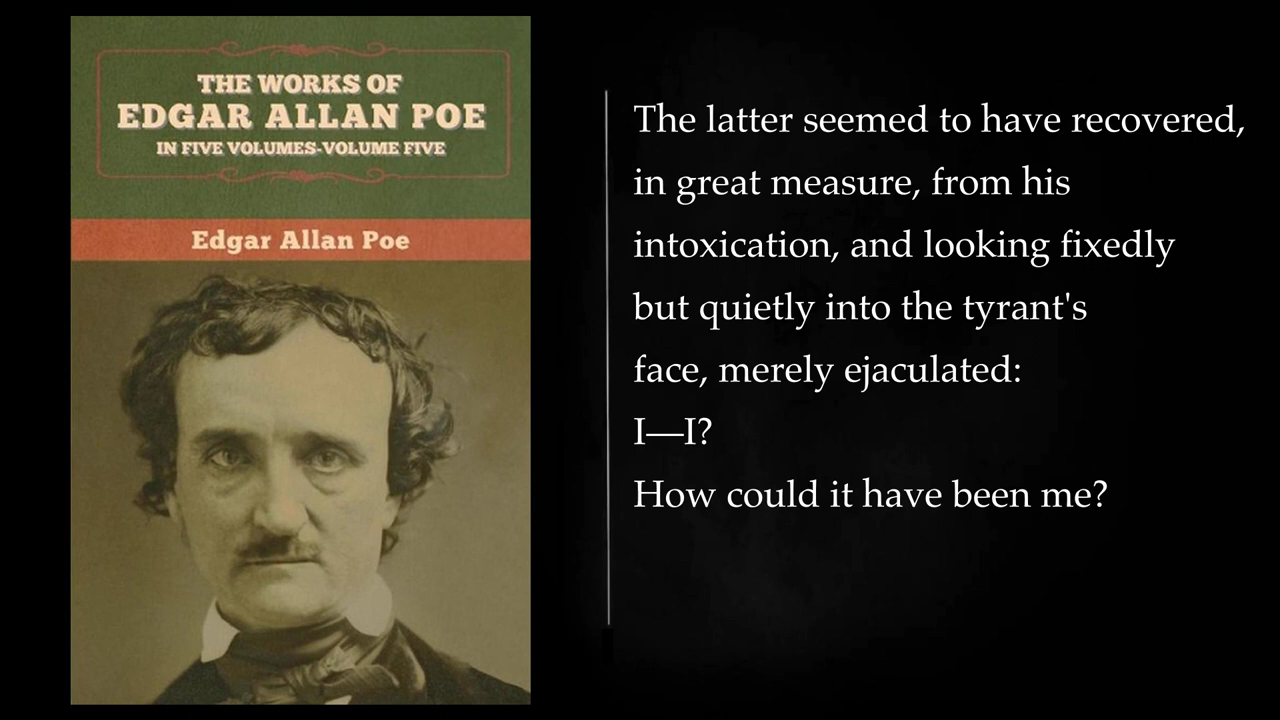 THE WORKS OF
EDGAR ALLAN POE
IN FIVE VOLUMES-VOLUME FIVE
Edgar Allan Poe
The latter seemed to have recovered,
in great measure, from his
intoxication, and looking fixedly
but quietly into the tyrant's
face, merely ejaculated:
I—I?
How could it have been me?